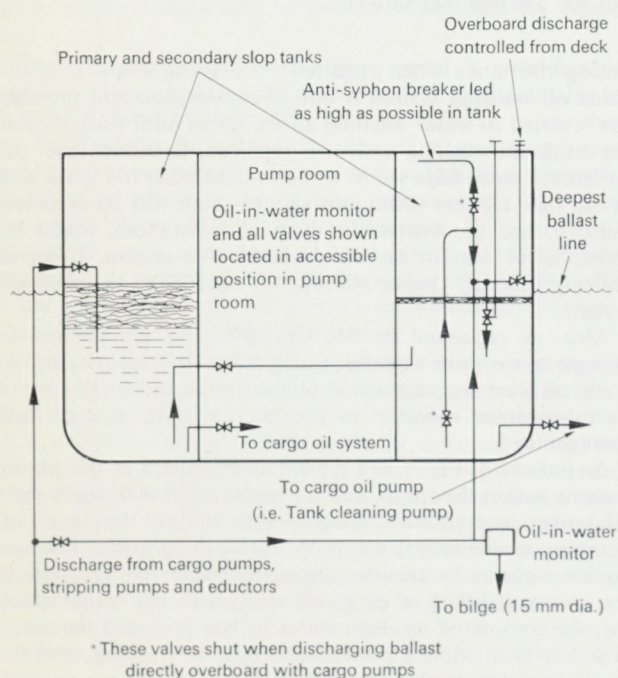 Overboard discharge
controlled from deck
Primary and secondary slop tanks
Anti-syphon breaker led
as high as possible in tank
Pump room
Oil-in-water monitor
and all valves shown
located in accessible
position in pump
room
Deepest
ballast
line
To cargo oil system
To cargo oil pump
(i.e. Tank cleaning pump)
Oil-in-water
monitor
Discharge from cargo pumps,
stripping pumps and eductors
To bilge (15 mm dia.)
* These valves shut when discharging ballast
directly overboard with cargo pumps